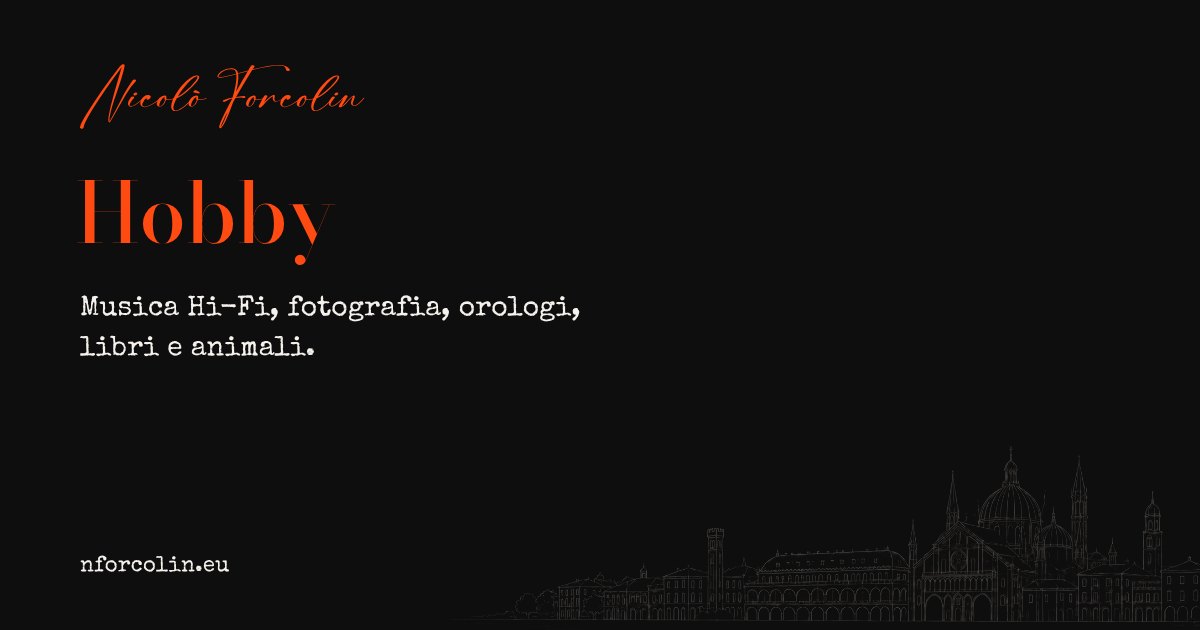 Nicolò Forcolin
Hobby
Musica Hi-Fi, fotografia, orologi,
libri e animali.
nforcolin.eu